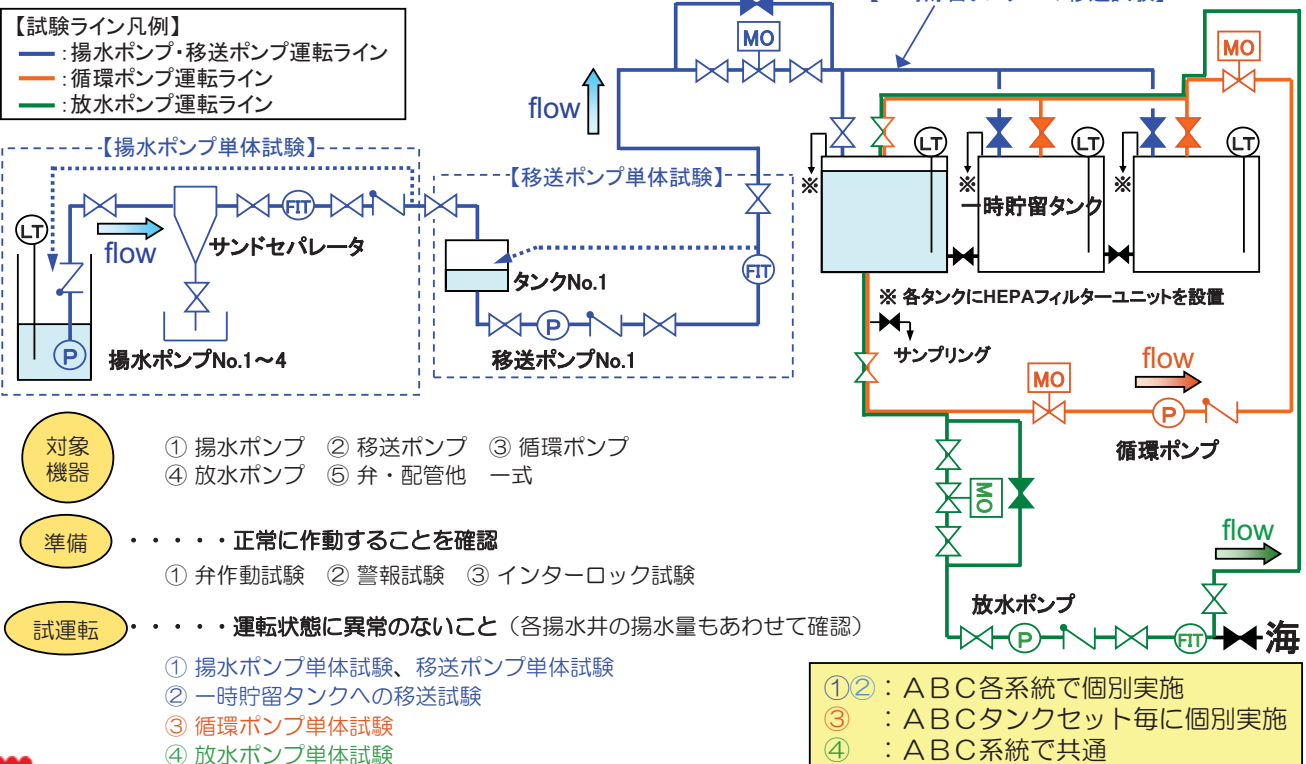 【試験ライン凡例】
：揚水ポンプ・移送ポンプ運転ライン
：循環ポンプ運転ライン
：放水ポンプ運転ライン
MO
MO
flow
【揚水ポンプ単体試験】
【移送ポンプ単体試験】
LT
LT
LT
※
※
※
一時貯留タンク
LT
FIT
flow
サンドセパレータ
タンクNo.1
FIT
※ 各タンクにHEPAフィルターユニットを設置
P
揚水ポンプNo.1～4
P
移送ポンプNo.1
サンプリング
flow
MO
P
循環ポンプ
対象
機器
① 揚水ポンプ ② 移送ポンプ ③ 循環ポンプ
④ 放水ポンプ ⑤ 弁・配管他 一式
MO
準備
・・・・・正常に作動することを確認
① 弁作動試験 ② 警報試験 ③ インターロック試験
flow
放水ポンプ
P
FIT
海
試運転
・・・・・運転状態に異常のないこと（各揚水井の揚水量もあわせて確認）
① 揚水ポンプ単体試験、移送ポンプ単体試験
② 一時貯留タンクへの移送試験
③ 循環ポンプ単体試験
④ 放水ポンプ単体試験
①②：ＡＢＣ各系統で個別実施
③ ：ＡＢＣタンクセット毎に個別実施
④ ：ＡＢＣ系統で共通